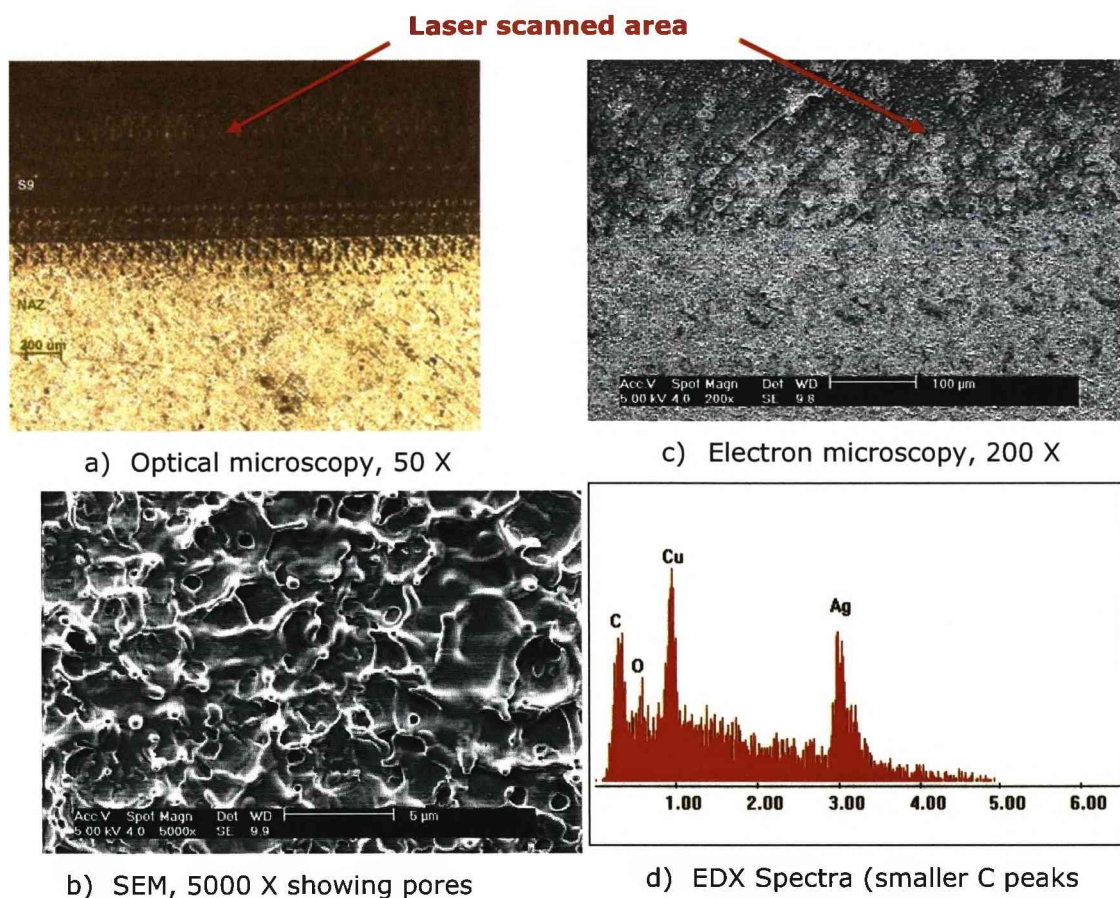 Laser scanned area
S9
NAZ
200 um
a) Optical microscopy, 50 X
Acc.V Spot Magn Det WD 100 µm
5.00 kV 4.0 200x SE 9.8
c) Electron microscopy, 200 X
Acc.V Spot Magn Det WD 5 µm
5.00 kV 4.0 5000x SE 9.9
b) SEM, 5000 X showing pores
C
O
Cu
Ag
1.00 2.00 3.00 4.00 5.00 6.00
d) EDX Spectra (smaller C peaks